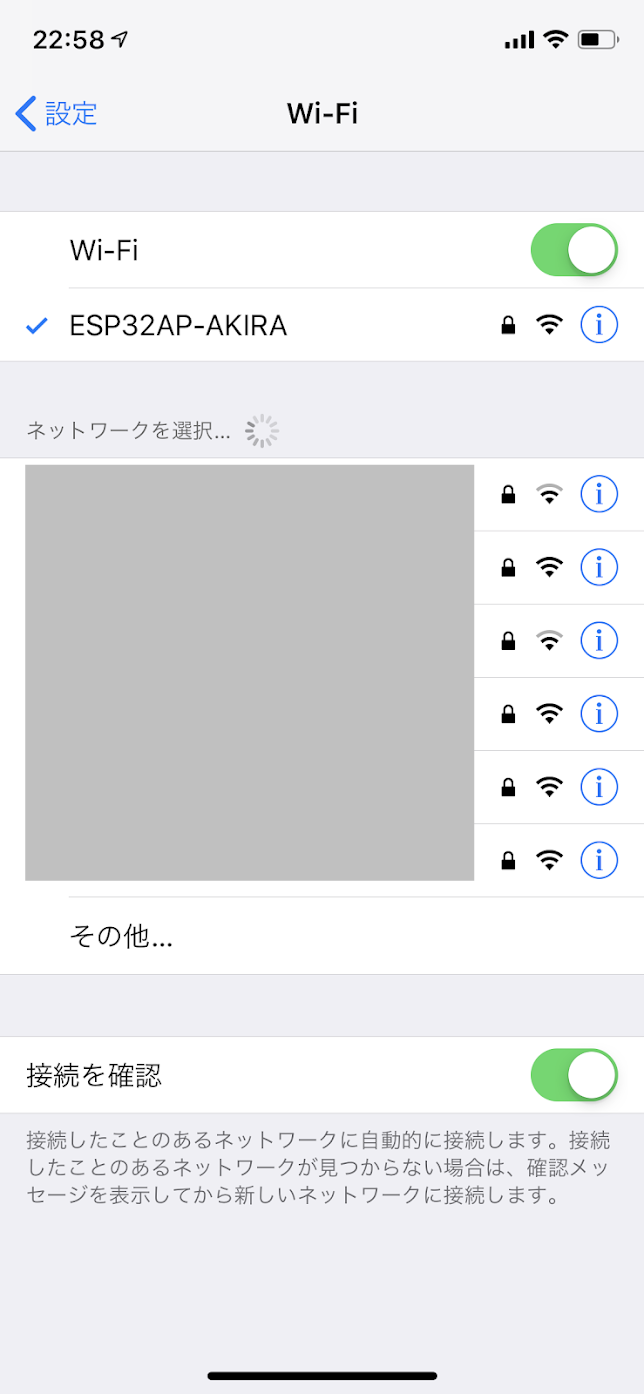 22:58
設定
Wi-Fi
Wi-Fi
ESP32AP-AKIRA
ネットワークを選択...
その他...
接続を確認
接続したことのあるネットワークに自動的に接続します。接続
したことのあるネットワークが見つからない場合は、確認メッ
セージを表示してから新しいネットワークに接続します。